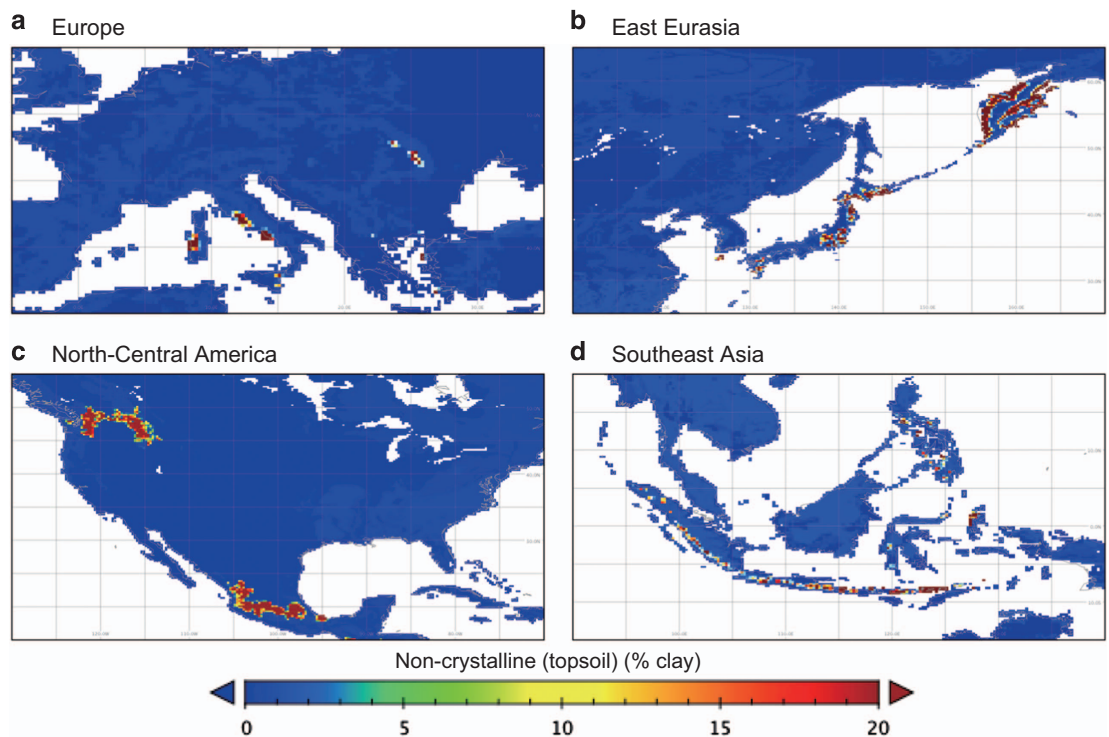 a Europe
b East Eurasia
c North-Central America
d Southeast Asia
Non-crystalline (topsoil) (% clay)
0 5 10 15 20